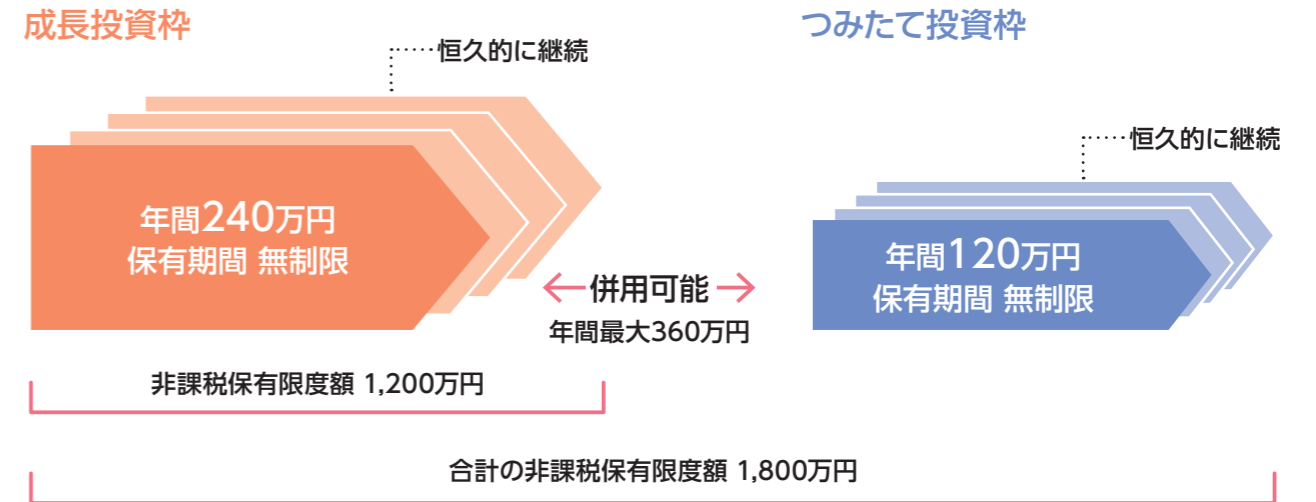 成長投資枠
恒久的に継続
年間240万円
保有期間 無制限
つみたて投資枠
恒久的に継続
年間120万円
保有期間 無制限
併用可能
年間最大360万円
非課税保有限度額 1,200万円
合計の非課税保有限度額 1,800万円